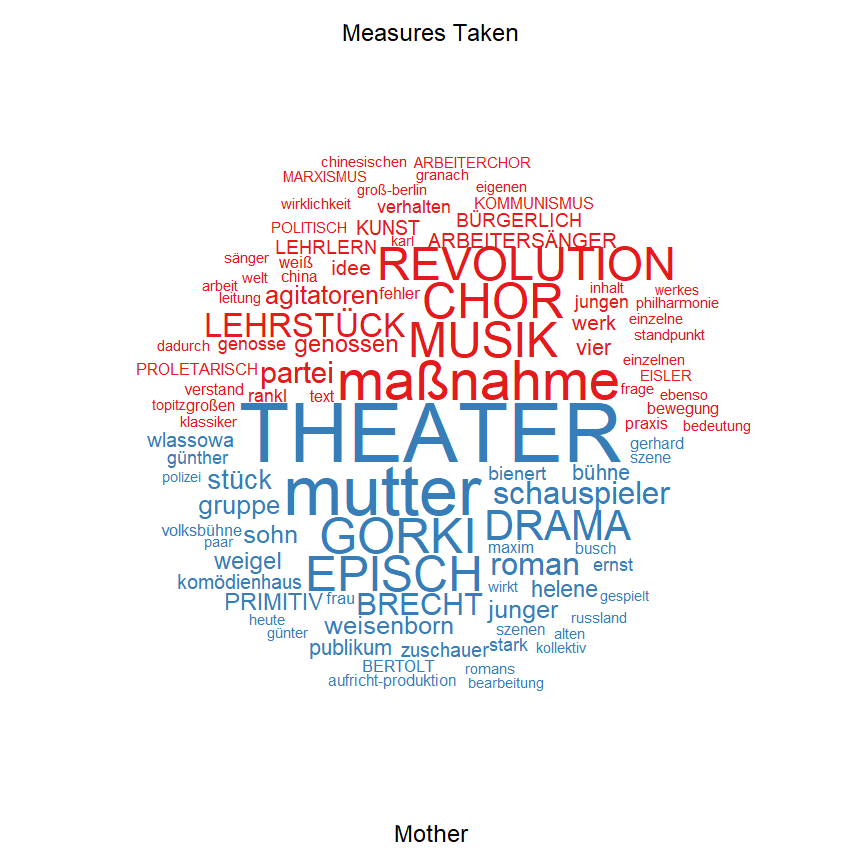 Measures Taken
chinesischen ARBEITERCHOR
MARXISMUS granach
groß-berlin eigenen
wirklichkeit verhalten KOMMUNISMUS
POLITISCH KUNST BÜRGERLICH
LEHRLERN karl ARBEITERSÄNGER
sänger weiß idee REVOLUTION
welt china
arbeit agitatoren fehler CHOR inhalt werkes
leitung jungen philharmonie
LEHRSTÜCK werk einzelne
dadurch genosse genossen MUSIK vier standpunkt
PROLETARISCH partei maßnahme einzelnen
EISLER
verstand rankl text frage ebenso
topitz großen bewegung
klassiker praxis bedeutung
wlassowa THEATER gerhard
günther szene
polizei stück mutter bienert bühne
gruppe schauspieler
volksbühne sohn GORKI DRAMA
paar maxim busch
weigel EPISCH roman ernst
komödienhaus wirkt helene gespielt
PRIMITIV frau BRECHT junger
heute russland
günter weisenborn szenen alten
publikum zuschauer stark kollektiv
BERTOLT romans
aufricht-produktion bearbeitung
Mother